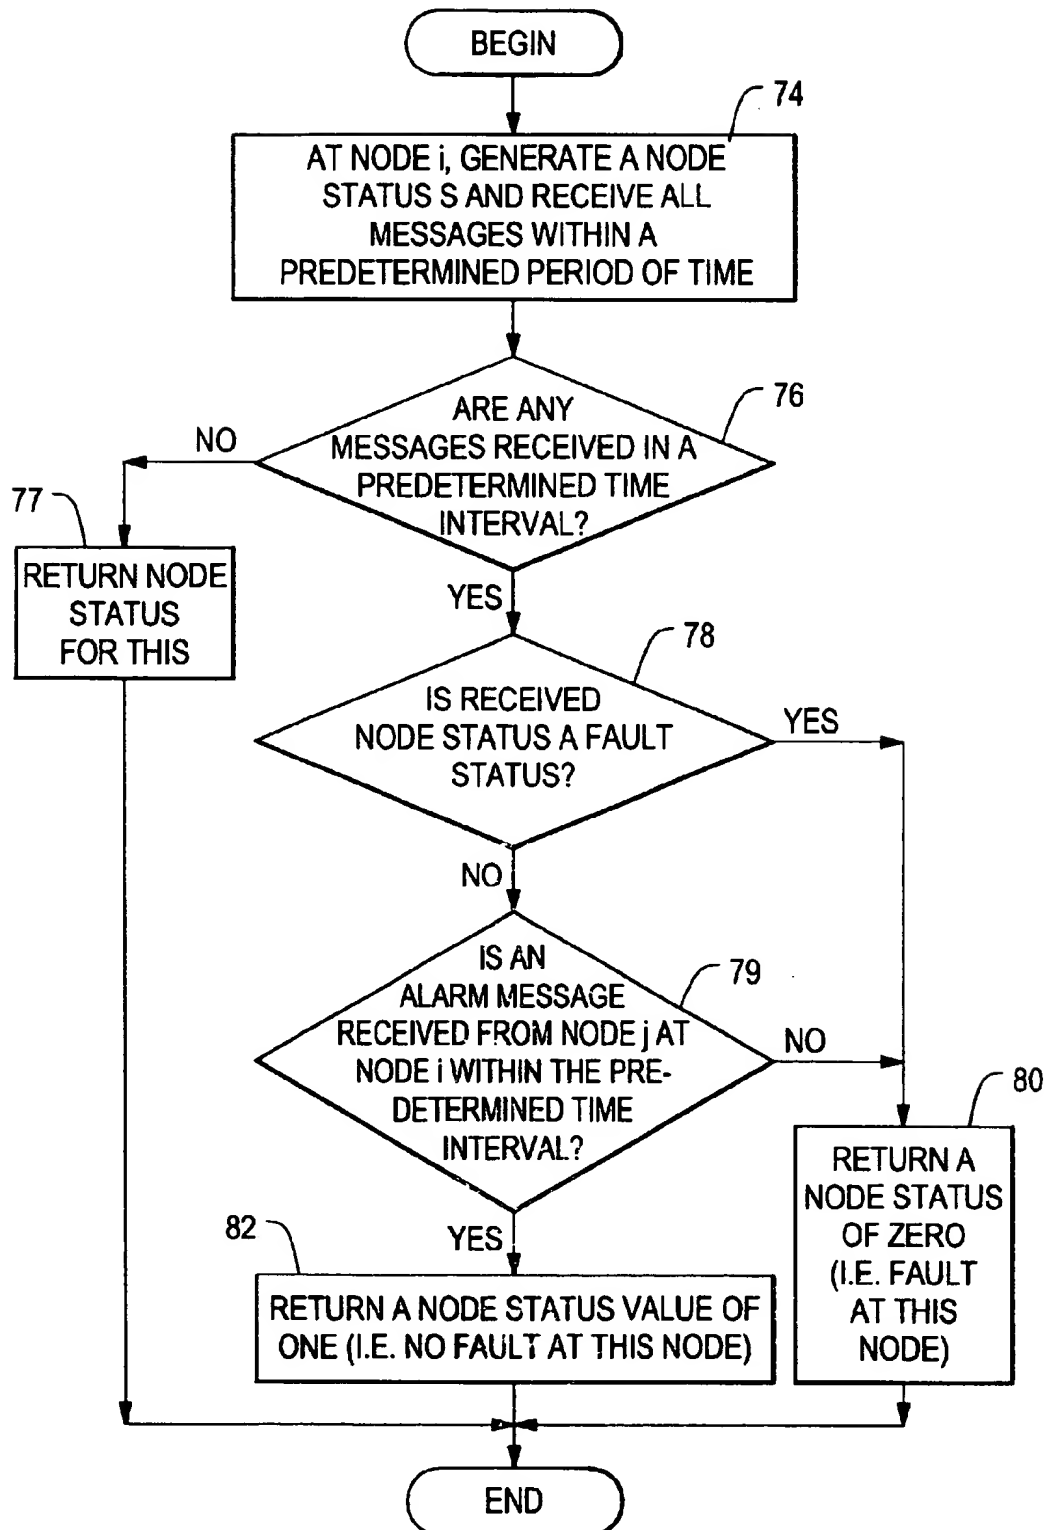 BEGIN
74
AT NODE i, GENERATE A NODE
STATUS S AND RECEIVE ALL
MESSAGES WITHIN A
PREDETERMINED PERIOD OF TIME
76
ARE ANY
MESSAGES RECEIVED IN A
PREDETERMINED TIME
INTERVAL?
NO
77
RETURN NODE
STATUS
FOR THIS
YES
78
IS RECEIVED
NODE STATUS A FAULT
STATUS?
YES
NO
79
IS AN
ALARM MESSAGE
RECEIVED FROM NODE j AT
NODE i WITHIN THE PRE-
DETERMINED TIME
INTERVAL?
NO
80
RETURN A
NODE STATUS
OF ZERO
(I.E. FAULT
AT THIS
NODE)
YES
82
RETURN A NODE STATUS VALUE OF
ONE (I.E. NO FAULT AT THIS NODE)
END